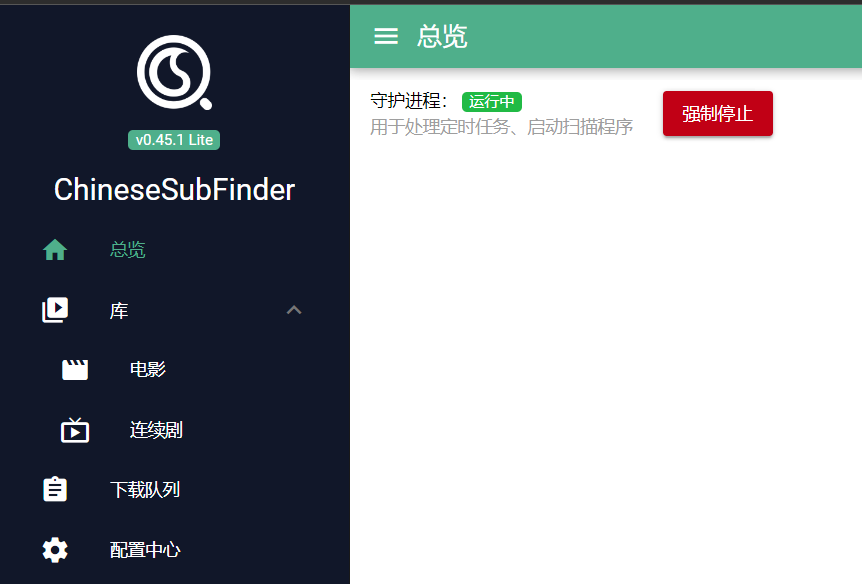 v0.45.1 Lite
ChineseSubFinder
总览
库
电影
连续剧
下载队列
配置中心
总览
守护进程： 运行中
用于处理定时任务、启动扫描程序
强制停止